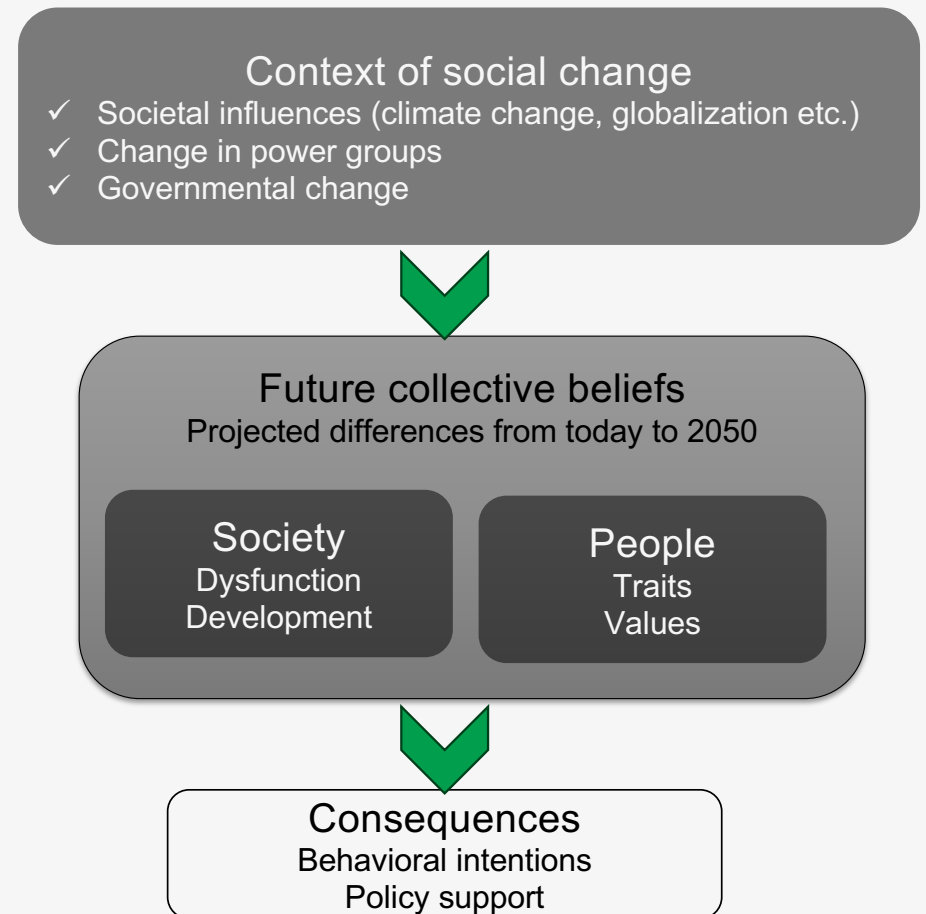 Context of social change
✓ Societal influences (climate change, globalization etc.)
✓ Change in power groups
✓ Governmental change
Future collective beliefs
Projected differences from today to 2050
Society
Dysfunction
Development
People
Traits
Values
Consequences
Behavioral intentions
Policy support